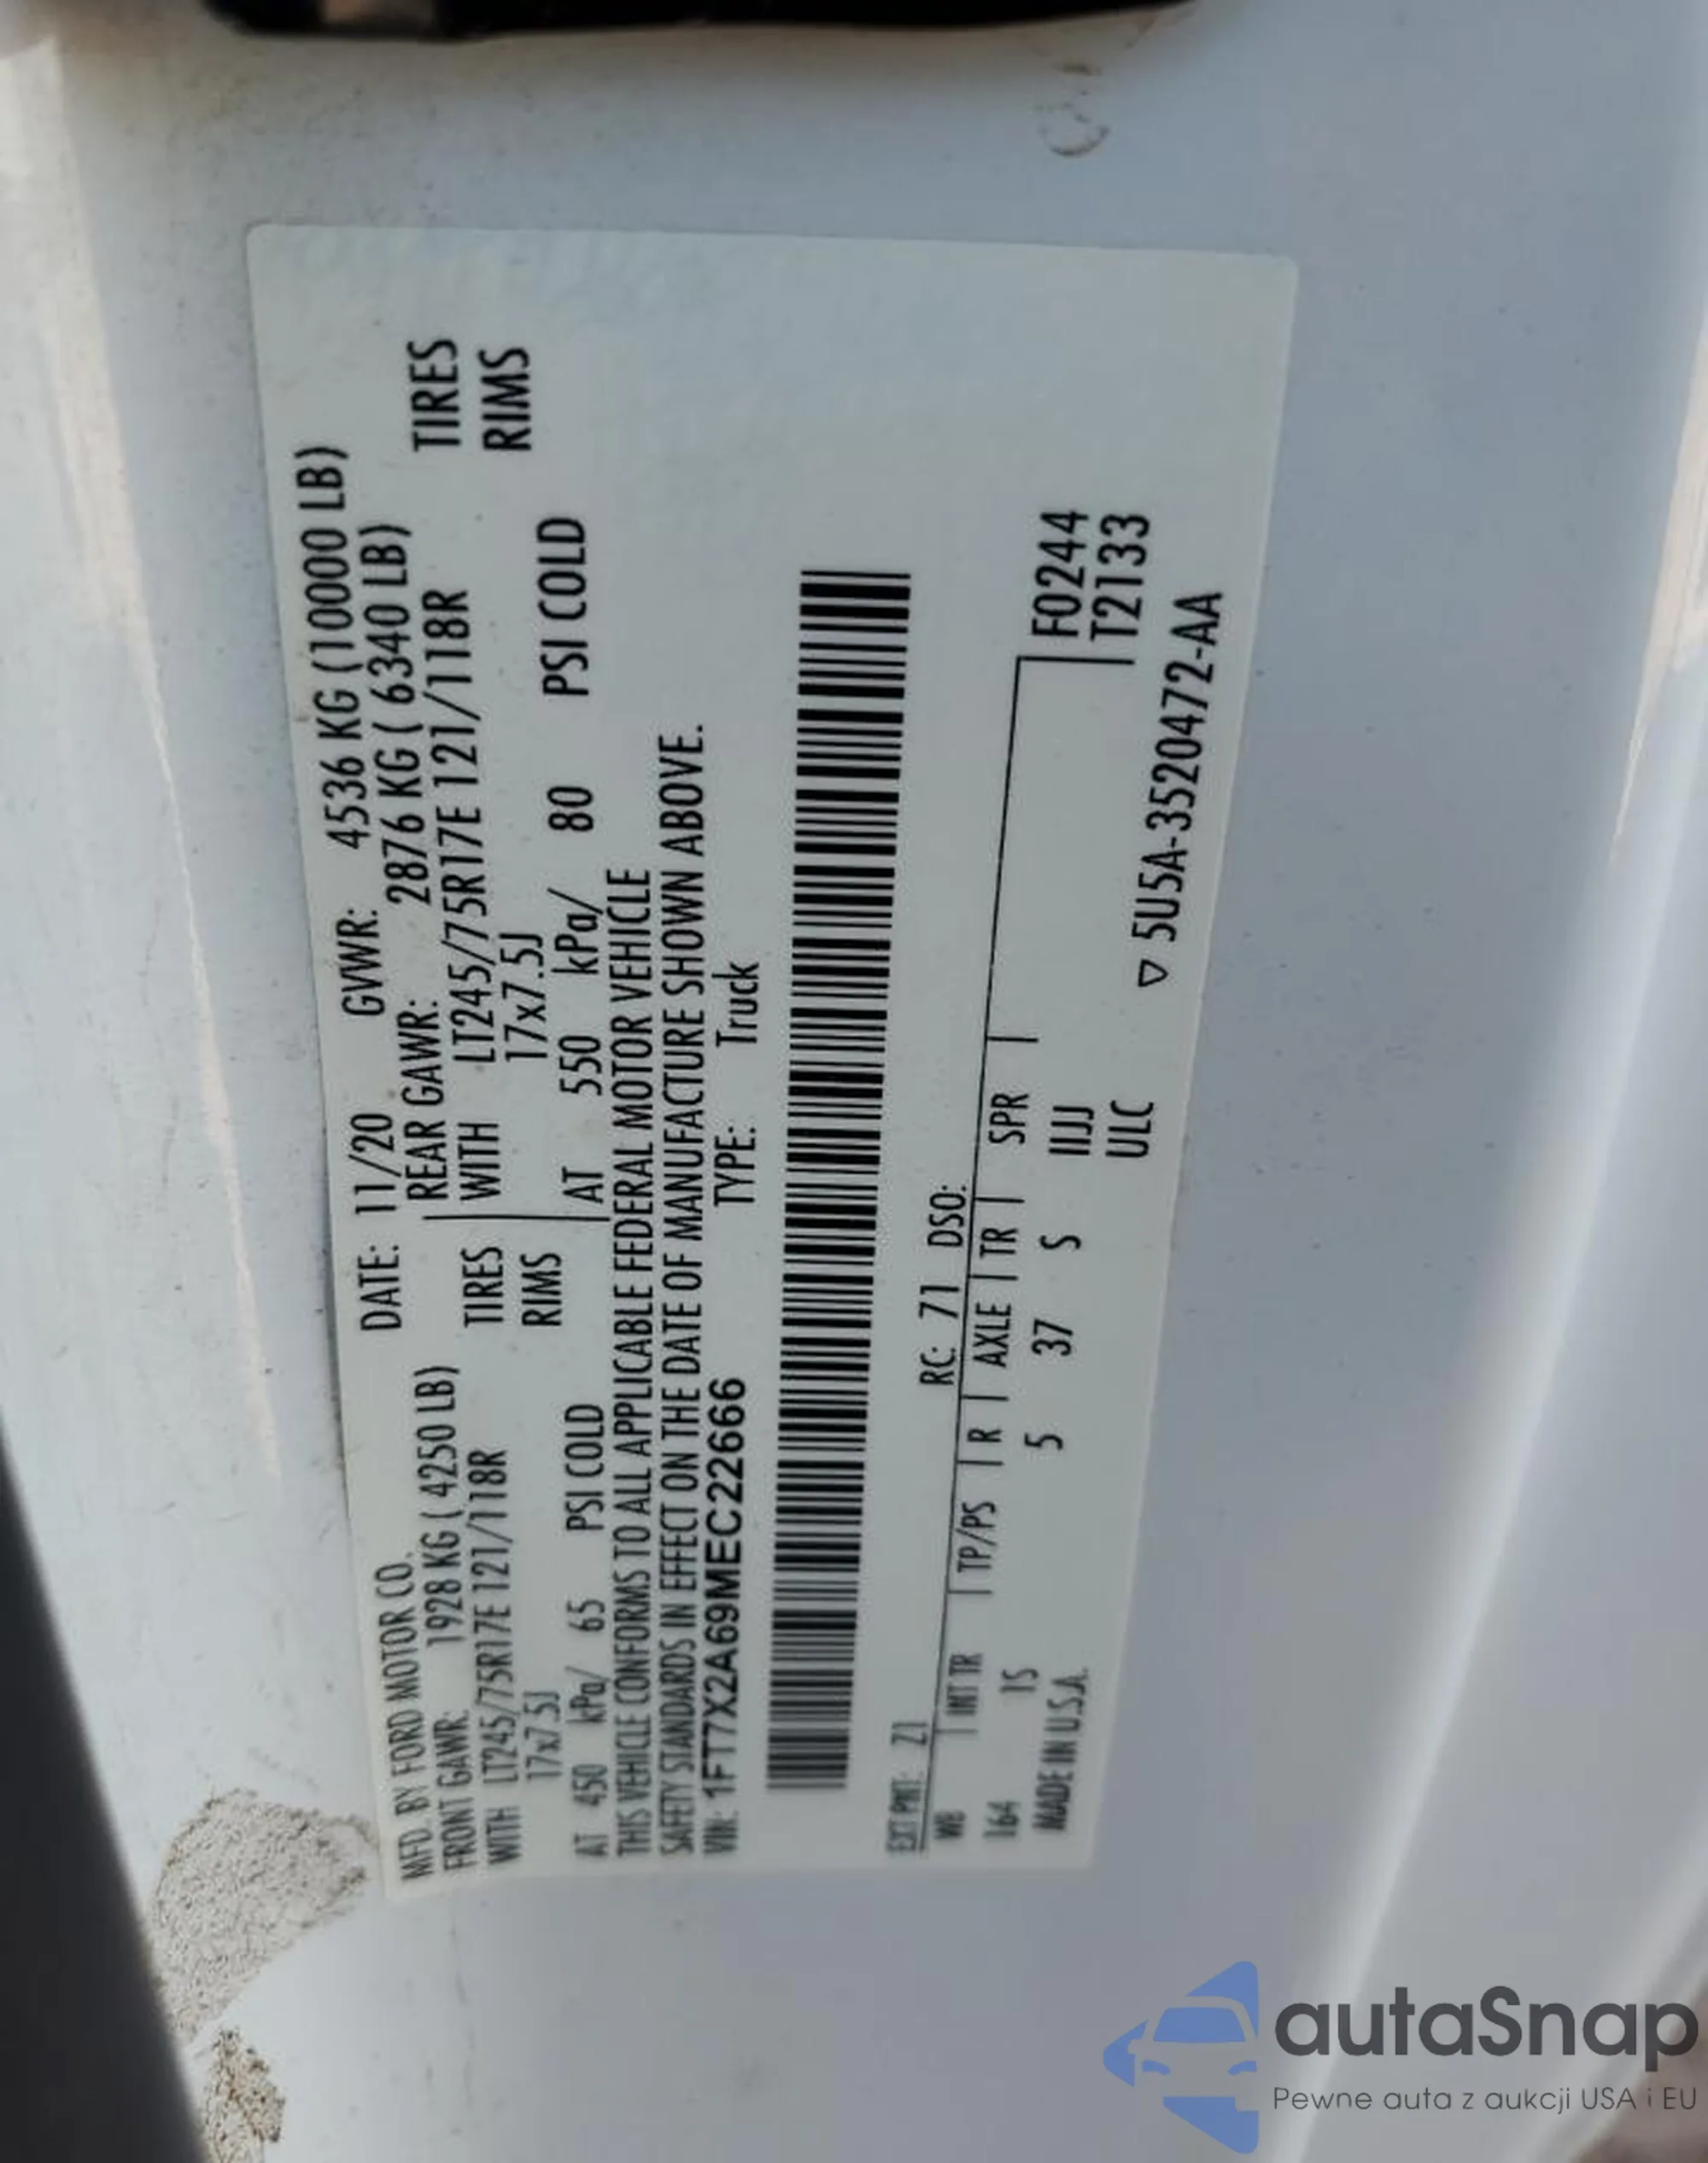 MFD. BY FORD MOTOR CO. DATE: 11/20 GVWR: 4536 KG (10000 LB)
FRONT GAWR: 1928 KG ( 4250 LB) REAR GAWR: 2876 KG ( 6340 LB)
WITH LT245/75R17E 121/118R TIRES WITH LT245/75R17E 121/118R TIRES
17x7.5J RIMS 17x7.5J RIMS
AT 450 kPa/ 65 PSI COLD AT 550 kPa/ 80 PSI COLD
THIS VEHICLE CONFORMS TO ALL APPLICABLE FEDERAL MOTOR VEHICLE
SAFETY STANDARDS IN EFFECT ON THE DATE OF MANUFACTURE SHOWN ABOVE.
VIN: 1FT7X2A69MEC22666 TYPE: Truck
EXT PNT: Z1 RC: 71 DSO:
WB | INT TR | TP/PS | R | AXLE | TR | SPR | F0244
164 1S 5 37 S IIJJ T2133
MADE IN U.S.A. ULC ▽ 5U5A-3520472-AA
autaSnap
Pewne auta z aukcji USA i EU